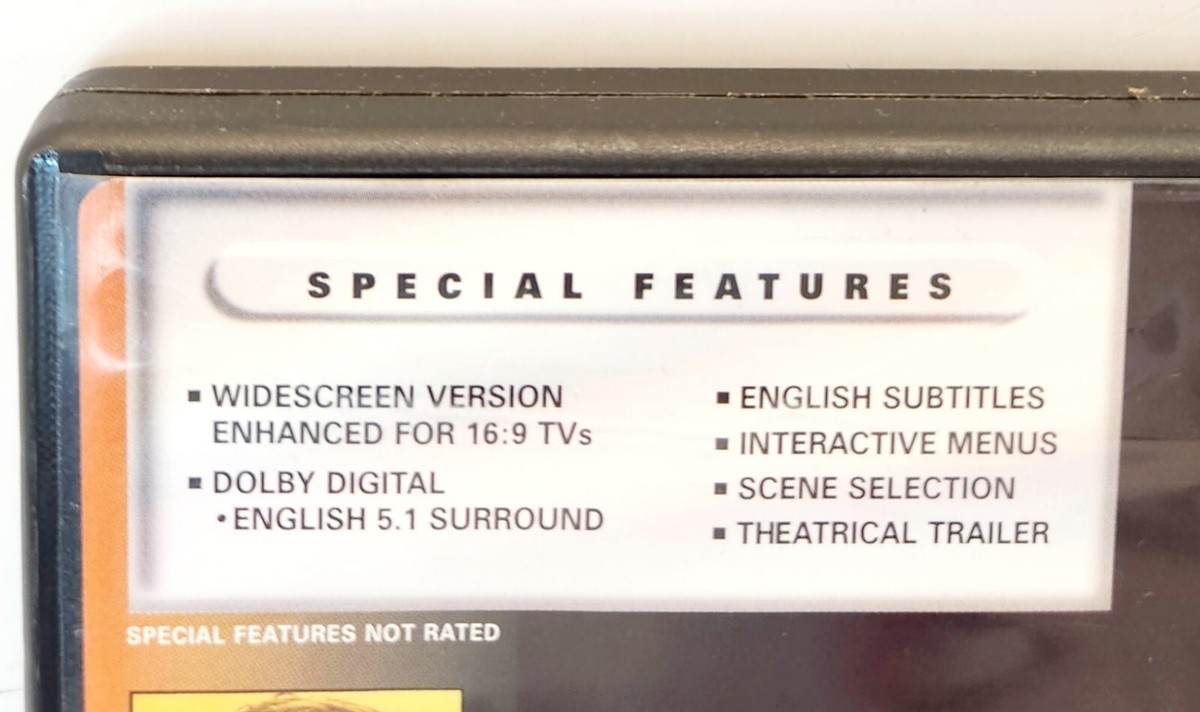 SPECIAL FEATURES
▪ WIDESCREEN VERSION
ENHANCED FOR 16:9 TVs
▪ DOLBY DIGITAL
• ENGLISH 5.1 SURROUND
▪ ENGLISH SUBTITLES
▪ INTERACTIVE MENUS
▪ SCENE SELECTION
▪ THEATRICAL TRAILER
SPECIAL FEATURES NOT RATED